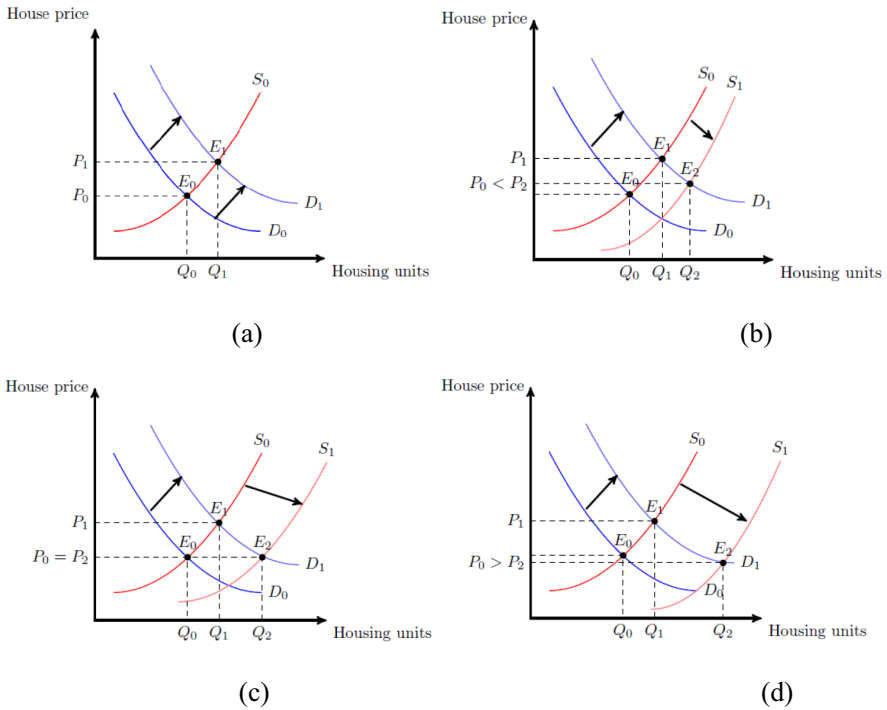 House price
S₀
E₁
P₁
E₀
P₀
D₁
D₀
Q₀ Q₁
Housing units
(a)
House price
S₀
S₁
E₁
P₁
E₂
P₀ < P₂
E₀
D₁
D₀
Q₀ Q₁ Q₂
Housing units
(b)
House price
S₀
S₁
E₁
P₁
E₀
E₂
P₀ = P₂
D₁
D₀
Q₀ Q₁ Q₂
Housing units
(c)
House price
S₀
S₁
E₁
P₁
E₀
E₂
P₀ > P₂
D₁
D₀
Q₀ Q₁ Q₂
Housing units
(d)